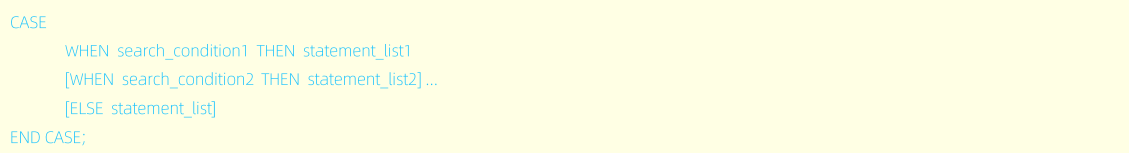 CASE
WHEN search_condition1 THEN statement_list1
[WHEN search_condition2 THEN statement_list2] ...
[ELSE statement_list]
END CASE;